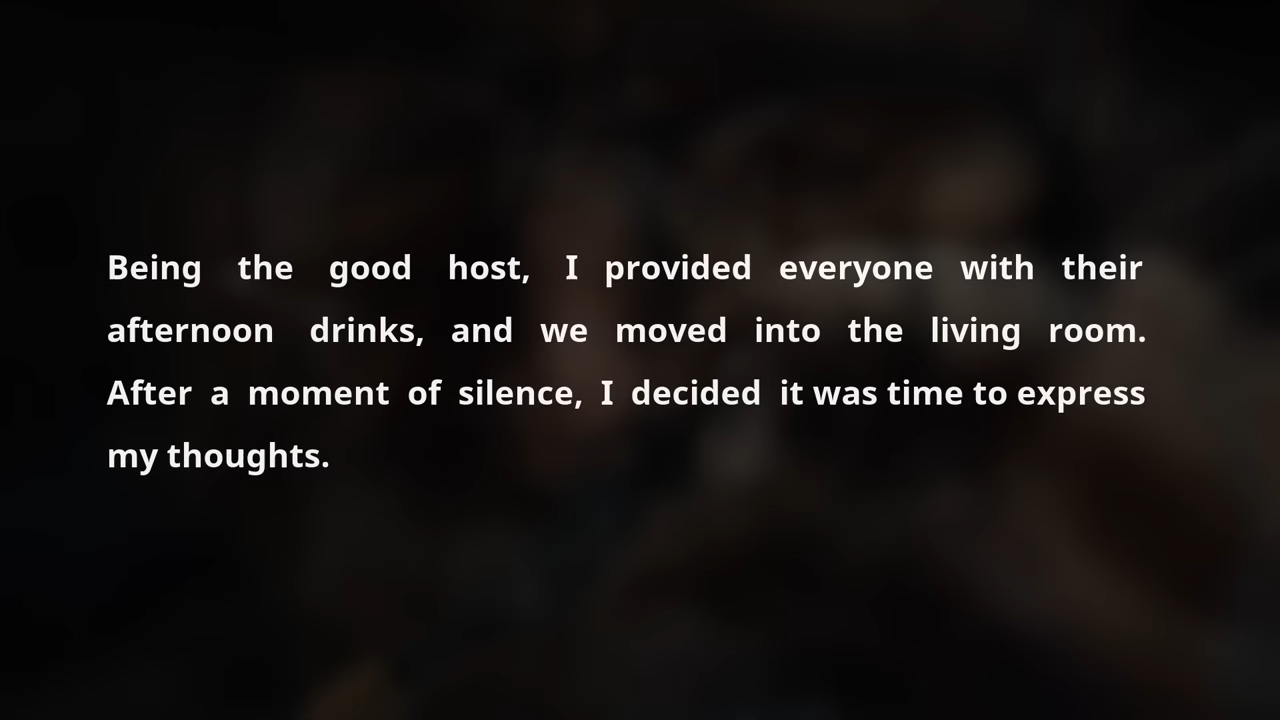 Being the good host, I provided everyone with their
afternoon drinks, and we moved into the living room.
After a moment of silence, I decided it was time to express
my thoughts.